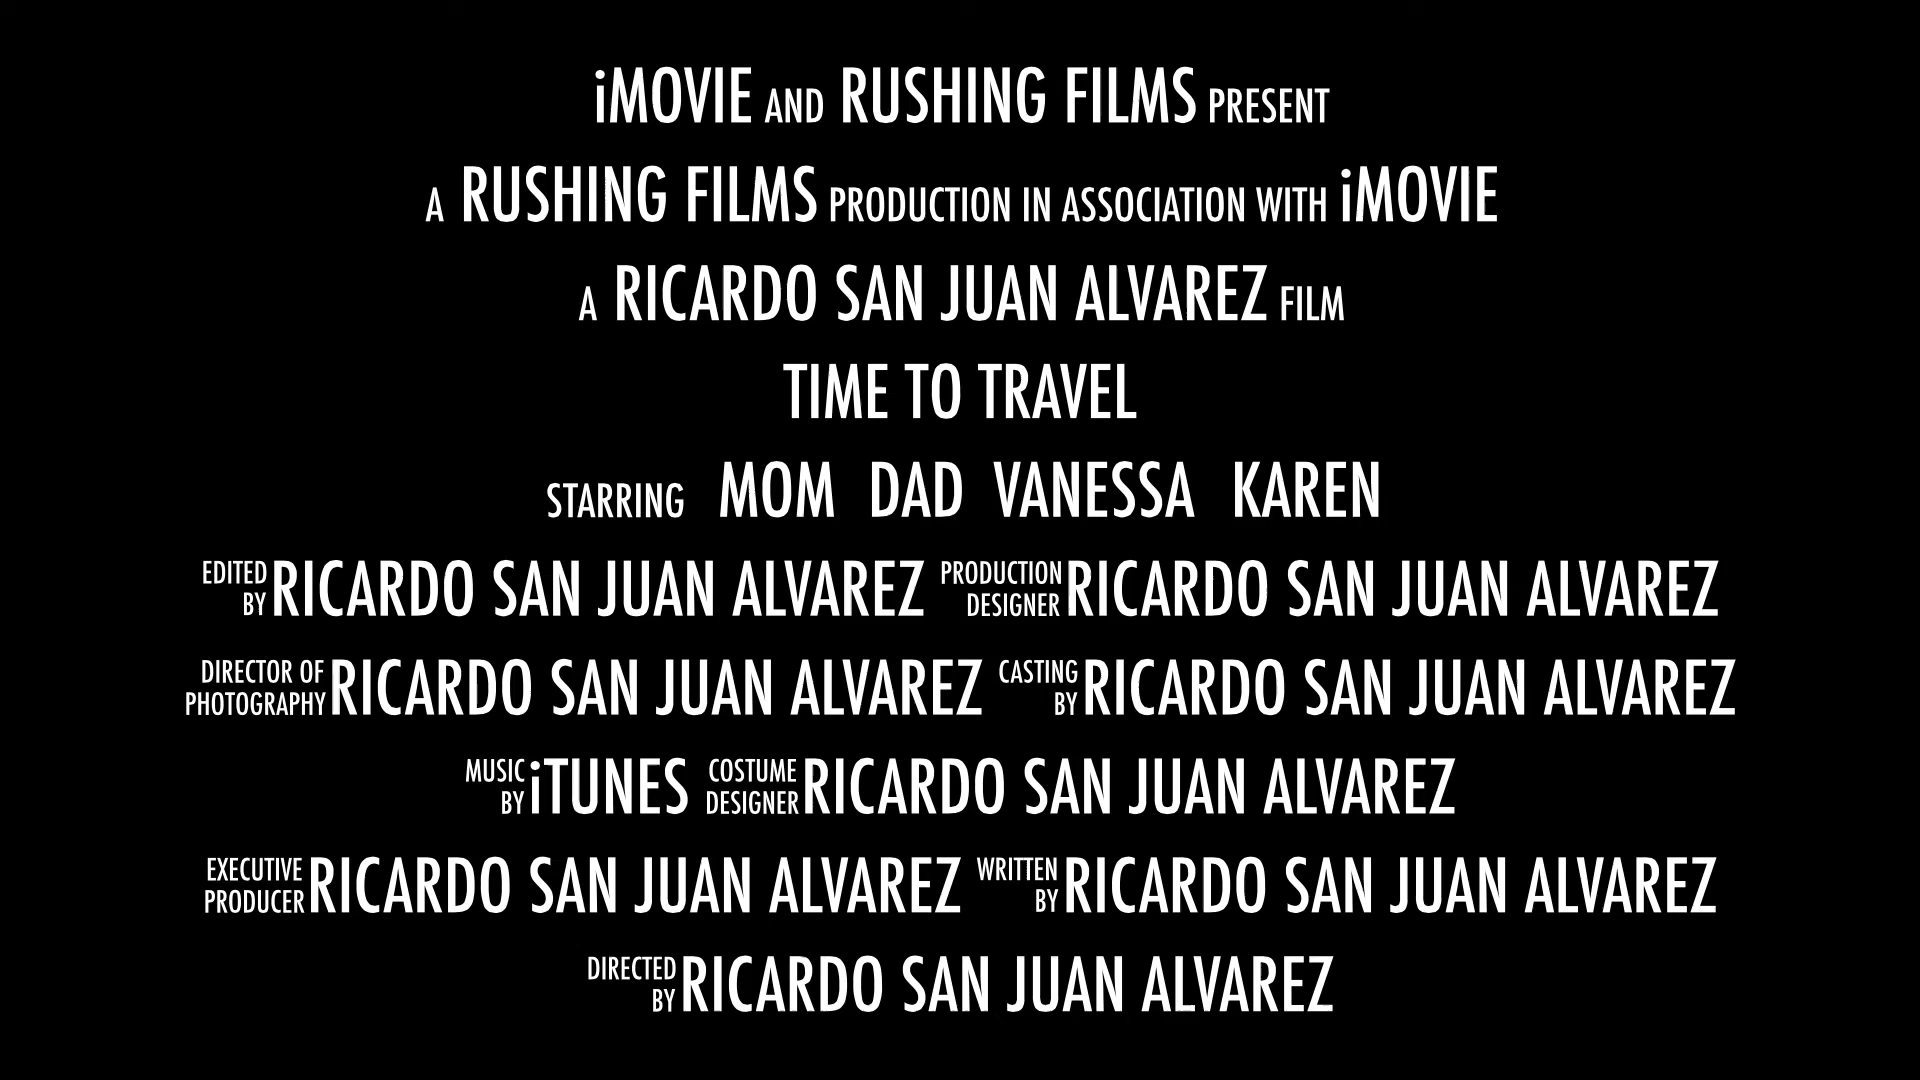 iMOVIE AND RUSHING FILMS PRESENT
A RUSHING FILMS PRODUCTION IN ASSOCIATION WITH iMOVIE
A RICARDO SAN JUAN ALVAREZ FILM
TIME TO TRAVEL
STARRING MOM DAD VANESSA KAREN
EDITED BY RICARDO SAN JUAN ALVAREZ PRODUCTION DESIGNER RICARDO SAN JUAN ALVAREZ
DIRECTOR OF PHOTOGRAPHY RICARDO SAN JUAN ALVAREZ CASTING BY RICARDO SAN JUAN ALVAREZ
MUSIC BY iTUNES COSTUME DESIGNER RICARDO SAN JUAN ALVAREZ
EXECUTIVE PRODUCER RICARDO SAN JUAN ALVAREZ WRITTEN BY RICARDO SAN JUAN ALVAREZ
DIRECTED BY RICARDO SAN JUAN ALVAREZ